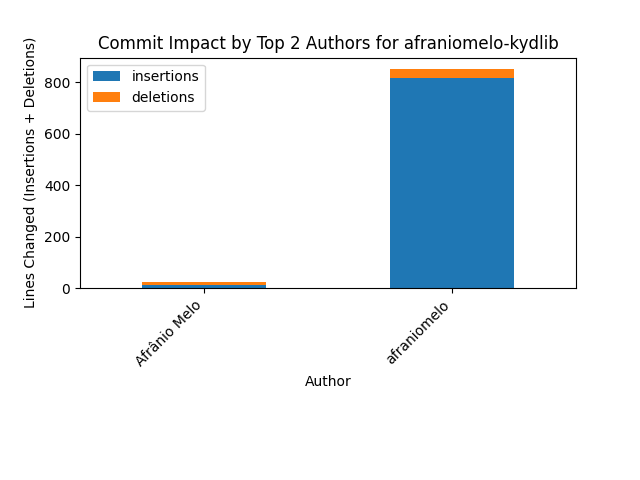 Commit Impact by Top 2 Authors for afraniomelo-kydlib
Lines Changed (Insertions + Deletions)
800
600
400
200
0
insertions
deletions
Afrânio Melo
afraniomelo
Author